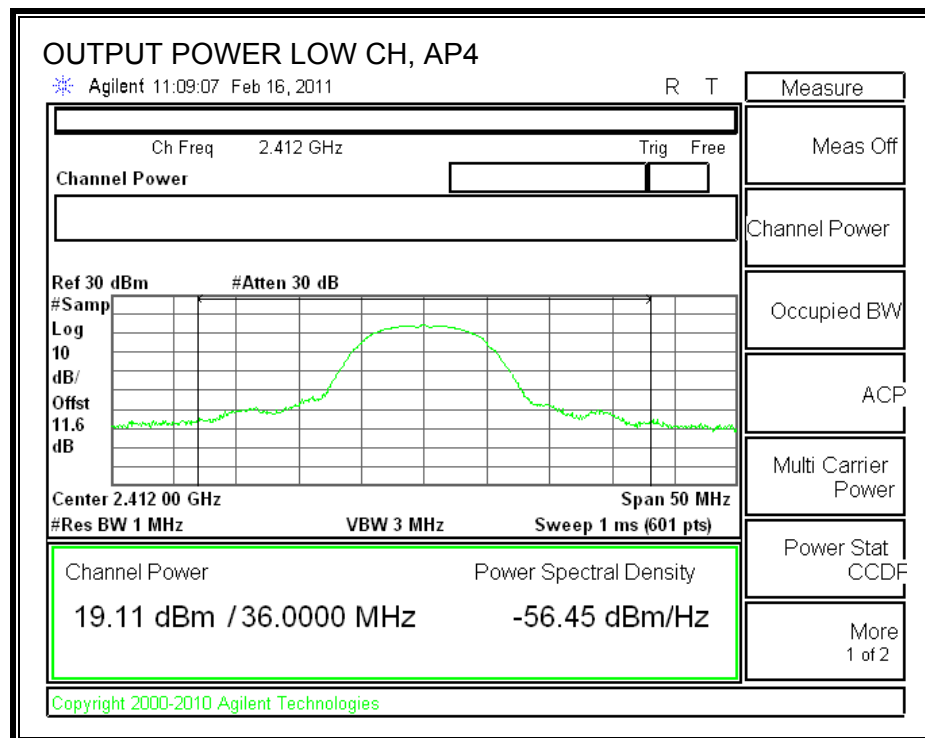 OUTPUT POWER LOW CH, AP4
Agilent 11:09:07 Feb 16, 2011 R T
Measure
Ch Freq 2.412 GHz Trig Free
Channel Power
Ref 30 dBm #Atten 30 dB
#Samp
Log
10
dB/
Offst
11.6
dB
Center 2.412 00 GHz Span 50 MHz
#Res BW 1 MHz VBW 3 MHz Sweep 1 ms (601 pts)
Channel Power Power Spectral Density
19.11 dBm / 36.0000 MHz -56.45 dBm/Hz
Copyright 2000-2010 Agilent Technologies
Meas Off
Channel Power
Occupied BW
ACP
Multi Carrier
Power
Power Stat
CCDF
More
1 of 2